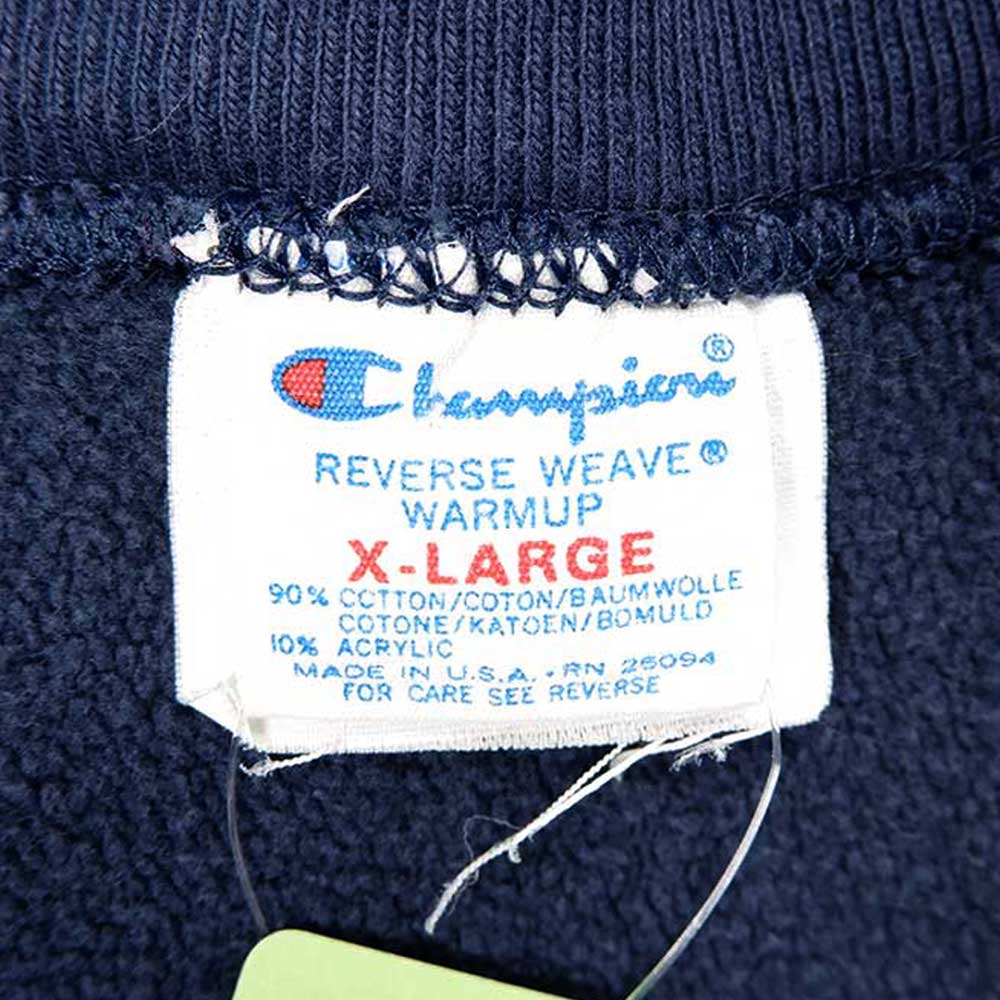 Champion®
REVERSE WEAVE®
WARMUP
X-LARGE
90% COTTON/COTON/BAUMWOLLE
COTONE/KATOEN/BOMULD
10% ACRYLIC
MADE IN U.S.A. • RN 26094
FOR CARE SEE REVERSE